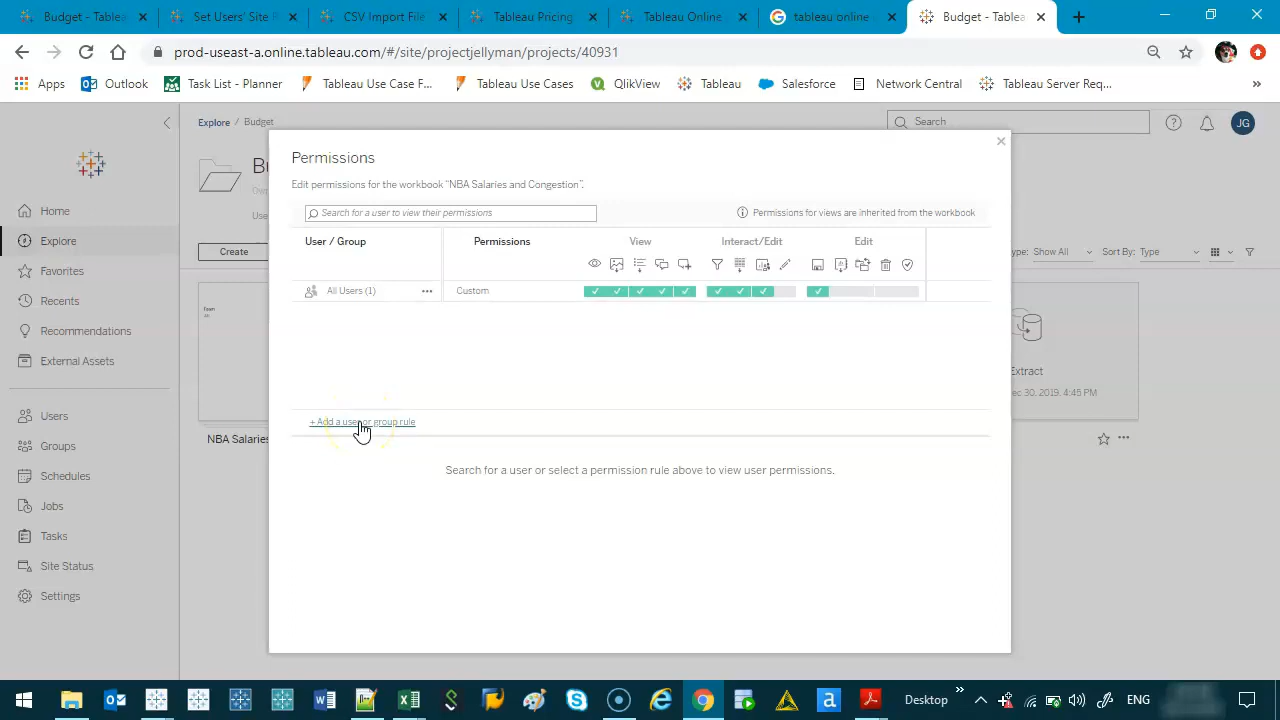 Budget - Tableau
Set Users' Site R
CSV Import File
Tableau Pricing
Tableau Online
tableau online
Budget - Tablea
prod-useast-a.online.tableau.com/#/site/projectjellyman/projects/40931
Apps
Outlook
Task List - Planner
Tableau Use Case F...
Tableau Use Cases
QlikView
Tableau
Salesforce
Network Central
Tableau Server Req...
»
Explore / Budget
Search
JG
Permissions
Edit permissions for the workbook "NBA Salaries and Congestion".
Search for a user to view their permissions
Permissions for views are inherited from the workbook
User / Group
Permissions
View
Interact/Edit
Edit
All Users (1)
Custom
+ Add a user or group rule
Search for a user or select a permission rule above to view user permissions.
Home
Explore
Favorites
Recents
Recommendations
External Assets
Users
Groups
Schedules
Jobs
Tasks
Site Status
Settings
Create
Show All
Sort By: Type
NBA Salaries
Extract
Dec 30, 2019, 4:45 PM
Desktop
»
ENG